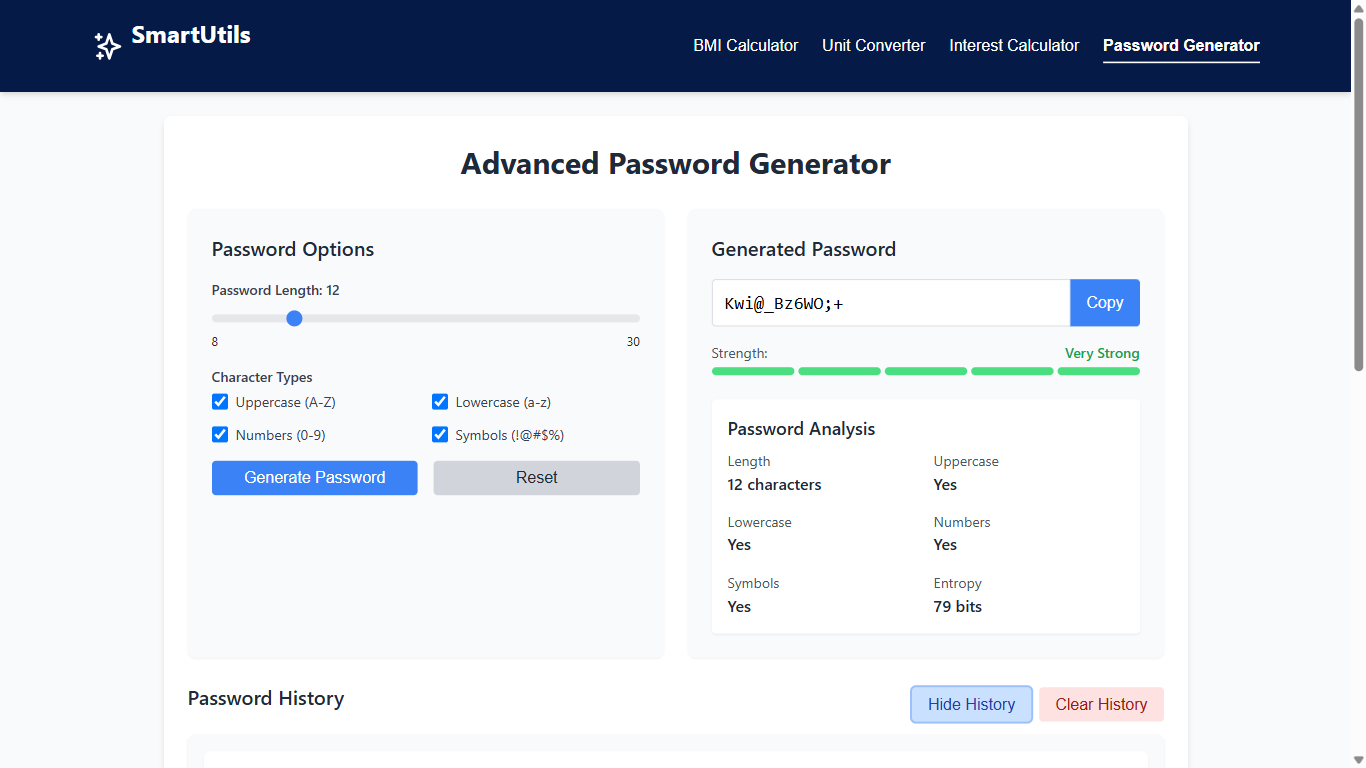 SmartUtils
BMI Calculator Unit Converter Interest Calculator Password Generator
Advanced Password Generator
Password Options
Password Length: 12
8 30
Character Types
Uppercase (A-Z) Lowercase (a-z)
Numbers (0-9) Symbols (!@#$%)
Generate Password Reset
Generated Password
Kwi@_Bz6WO;+ Copy
Strength: Very Strong
Password Analysis
Length Uppercase
12 characters Yes
Lowercase Numbers
Yes Yes
Symbols Entropy
Yes 79 bits
Password History Hide History Clear History